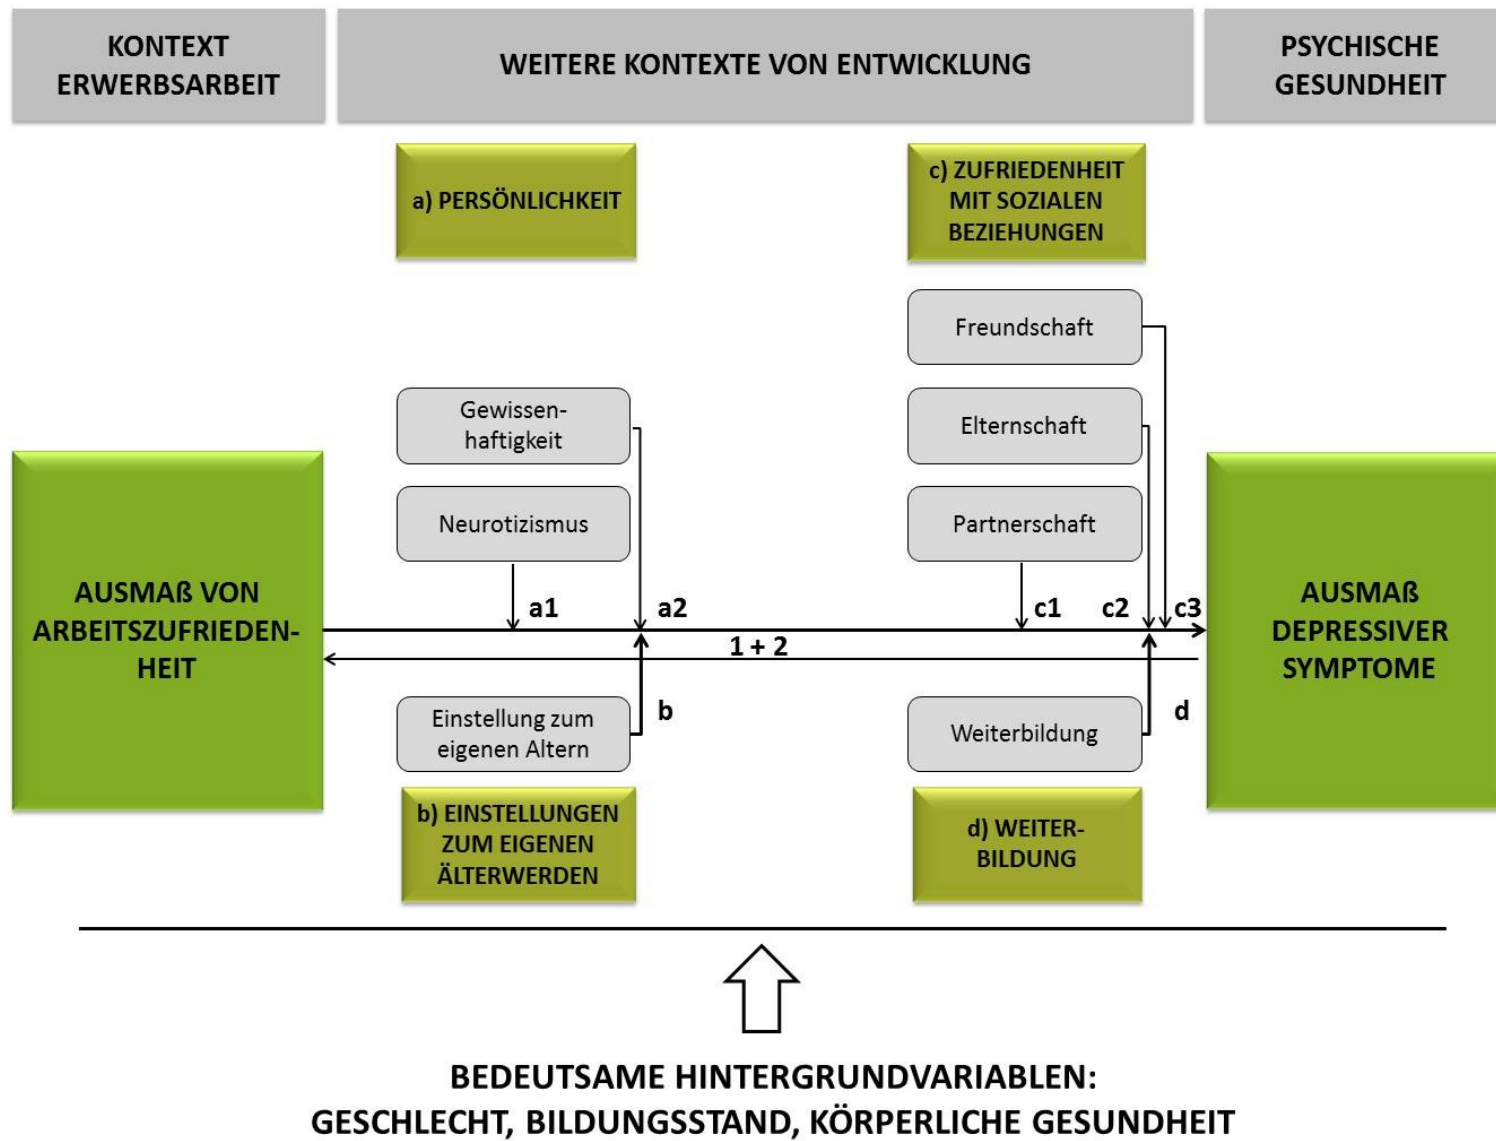 KONTEXT
ERWERBSARBEIT
WEITERE KONTEXTE VON ENTWICKLUNG
PSYCHISCHE
GESUNDHEIT
a) PERSÖNLICHKEIT
c) ZUFRIEDENHEIT
MIT SOZIALEN
BEZIEHUNGEN
Freundschaft
Gewissen-
haftigkeit
Elternschaft
Neurotizismus
Partnerschaft
AUSMAß VON
ARBEITSZUFRIEDEN-
HEIT
a1
a2
c1
c2
c3
1 + 2
AUSMAß
DEPRESSIVER
SYMPTOME
Einstellung zum
eigenen Altern
b
Weiterbildung
d
b) EINSTELLUNGEN
ZUM EIGENEN
ÄLTERWERDEN
d) WEITER-
BILDUNG
BEDEUTSAME HINTERGRUNDVARIABLEN:
GESCHLECHT, BILDUNGSSTAND, KÖRPERLICHE GESUNDHEIT